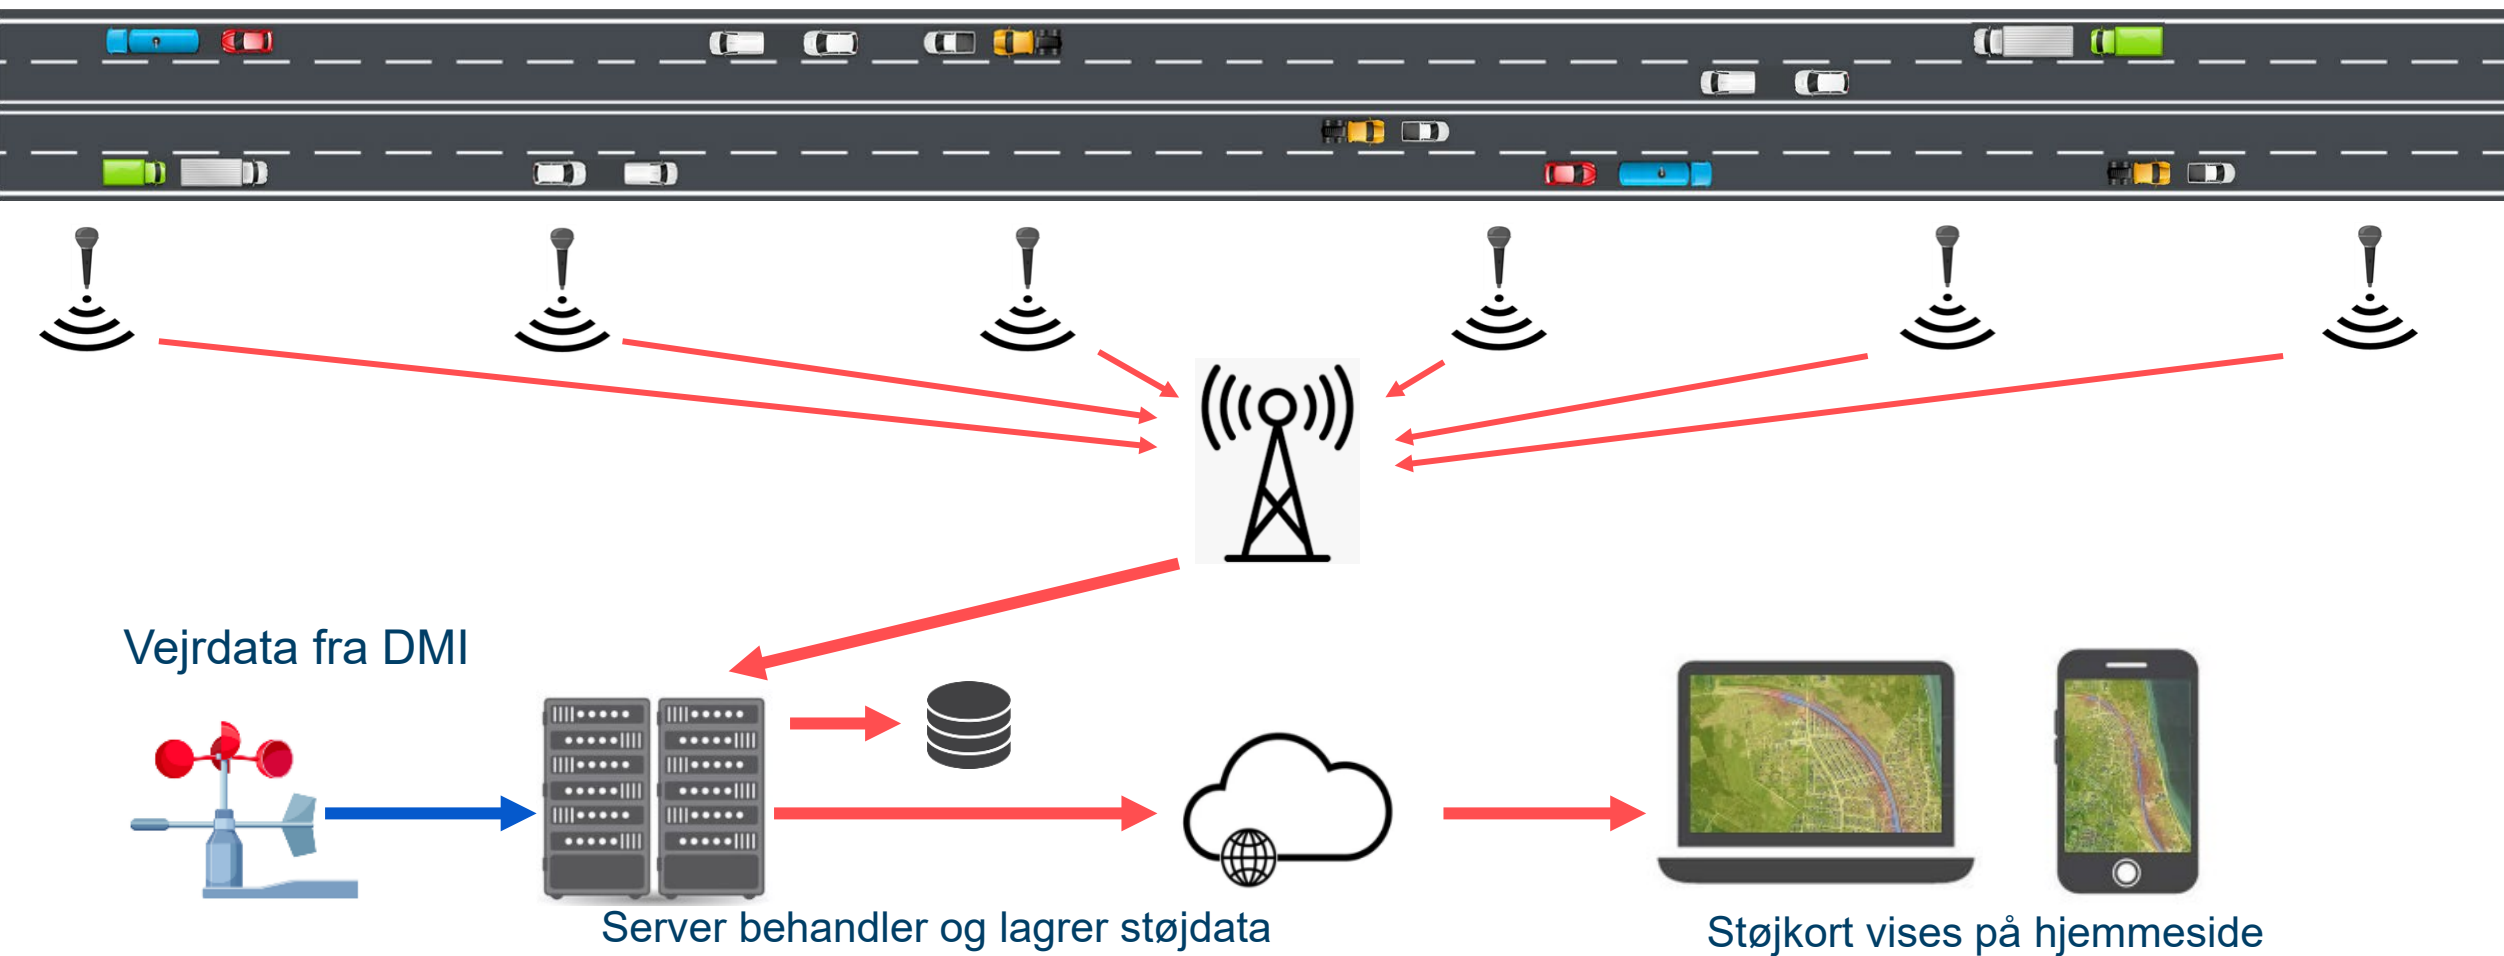 Vejrdata fra DMI
Server behandler og lagrer støjdata
Støjkort vises på hjemmeside